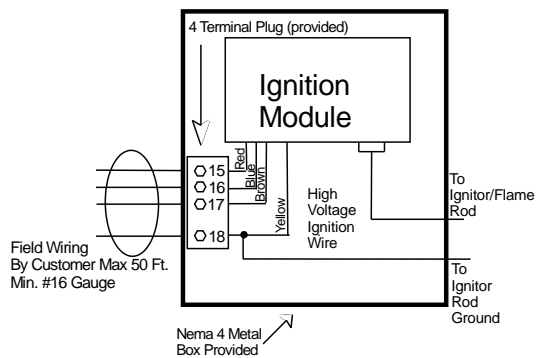 4 Terminal Plug (provided)
Ignition
Module
Red
Blue
Brown
Yellow
15
16
17
18
High
Voltage
Ignition
Wire
To
Ignitor/Flame
Rod
To
Ignitor
Rod
Ground
Field Wiring
By Customer Max 50 Ft.
Min. #16 Gauge
Nema 4 Metal
Box Provided